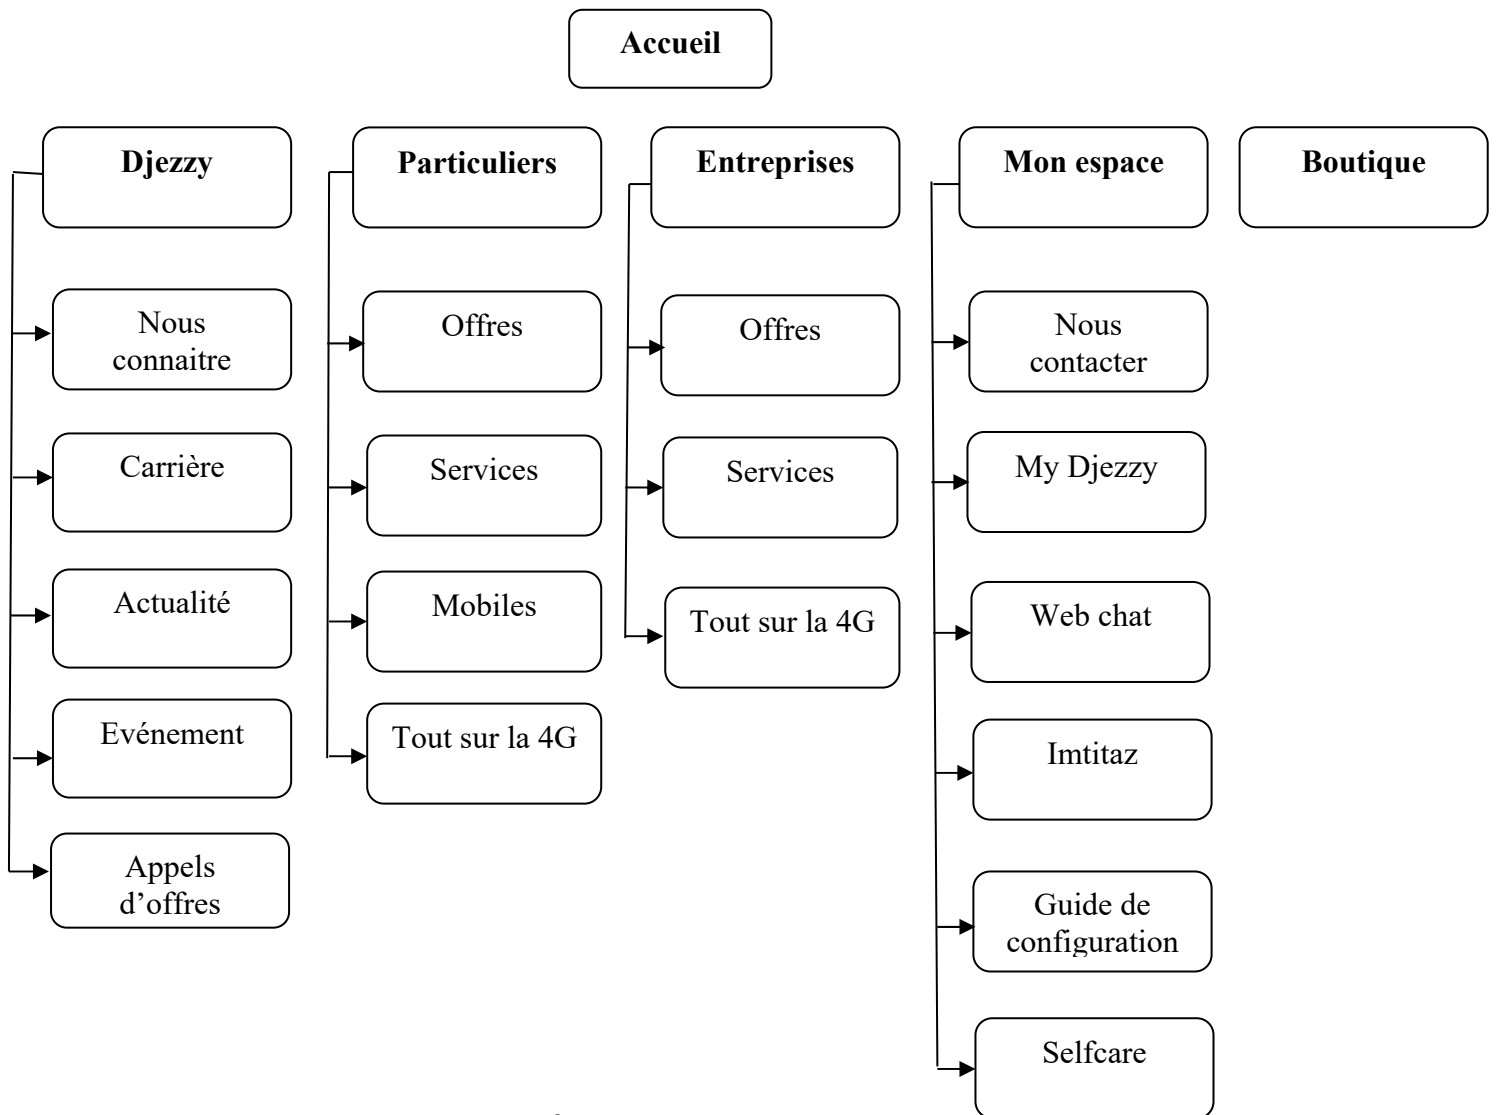 Accueil
Djezzy
Particuliers
Entreprises
Mon espace
Boutique
Nous
connaitre
Carrière
Actualité
Evénement
Appels
d’offres
Offres
Services
Mobiles
Tout sur la 4G
Offres
Services
Tout sur la 4G
Nous
contacter
My Djezzy
Web chat
Imtitaz
Guide de
configuration
Selfcare